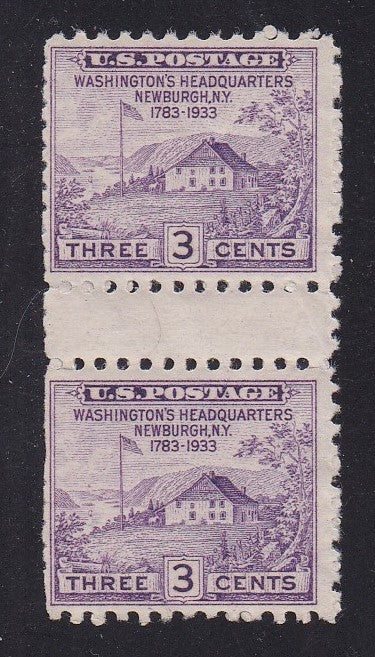 U.S. POSTAGE
WASHINGTON'S HEADQUARTERS
NEWBURGH, N.Y.
1783-1933
THREE 3 CENTS
U.S. POSTAGE
WASHINGTON'S HEADQUARTERS
NEWBURGH, N.Y.
1783-1933
THREE 3 CENTS